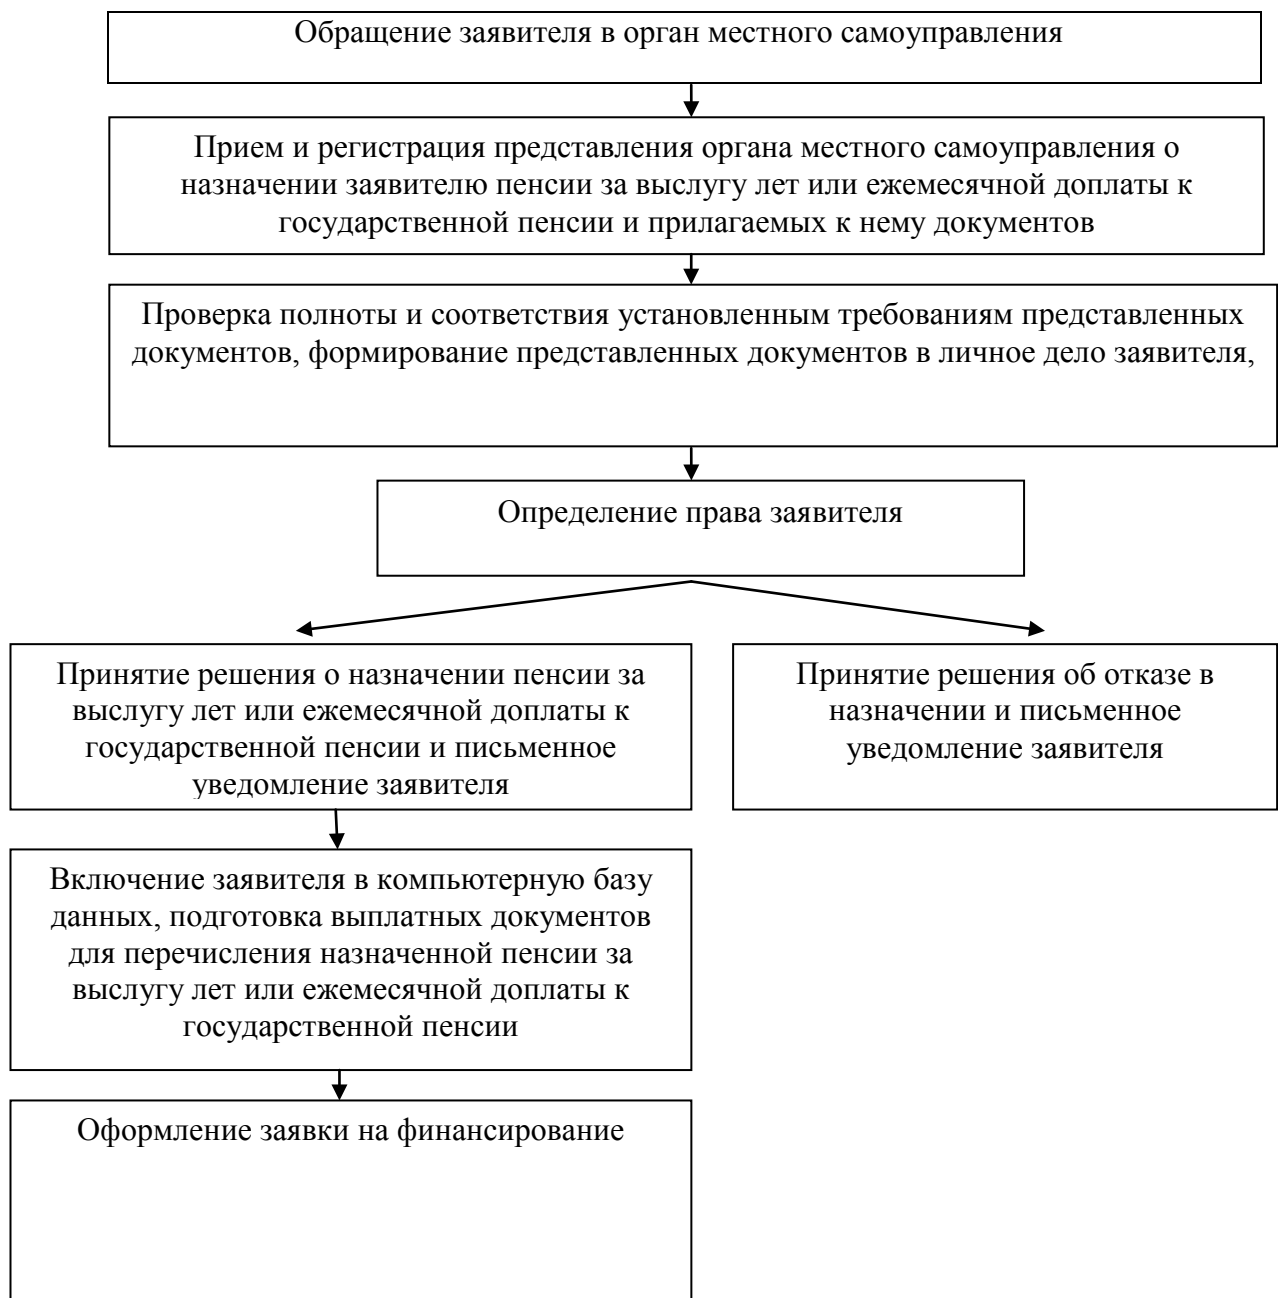 Обращение заявителя в орган местного самоуправления
Прием и регистрация представления органа местного самоуправления о
назначении заявителю пенсии за выслугу лет или ежемесячной доплаты к
государственной пенсии и прилагаемых к нему документов
Проверка полноты и соответствия установленным требованиям представленных
документов, формирование представленных документов в личное дело заявителя,
Определение права заявителя
Принятие решения о назначении пенсии за
выслугу лет или ежемесячной доплаты к
государственной пенсии и письменное
уведомление заявителя
Принятие решения об отказе в
назначении и письменное
уведомление заявителя
Включение заявителя в компьютерную базу
данных, подготовка выплатных документов
для перечисления назначенной пенсии за
выслугу лет или ежемесячной доплаты к
государственной пенсии
Оформление заявки на финансирование